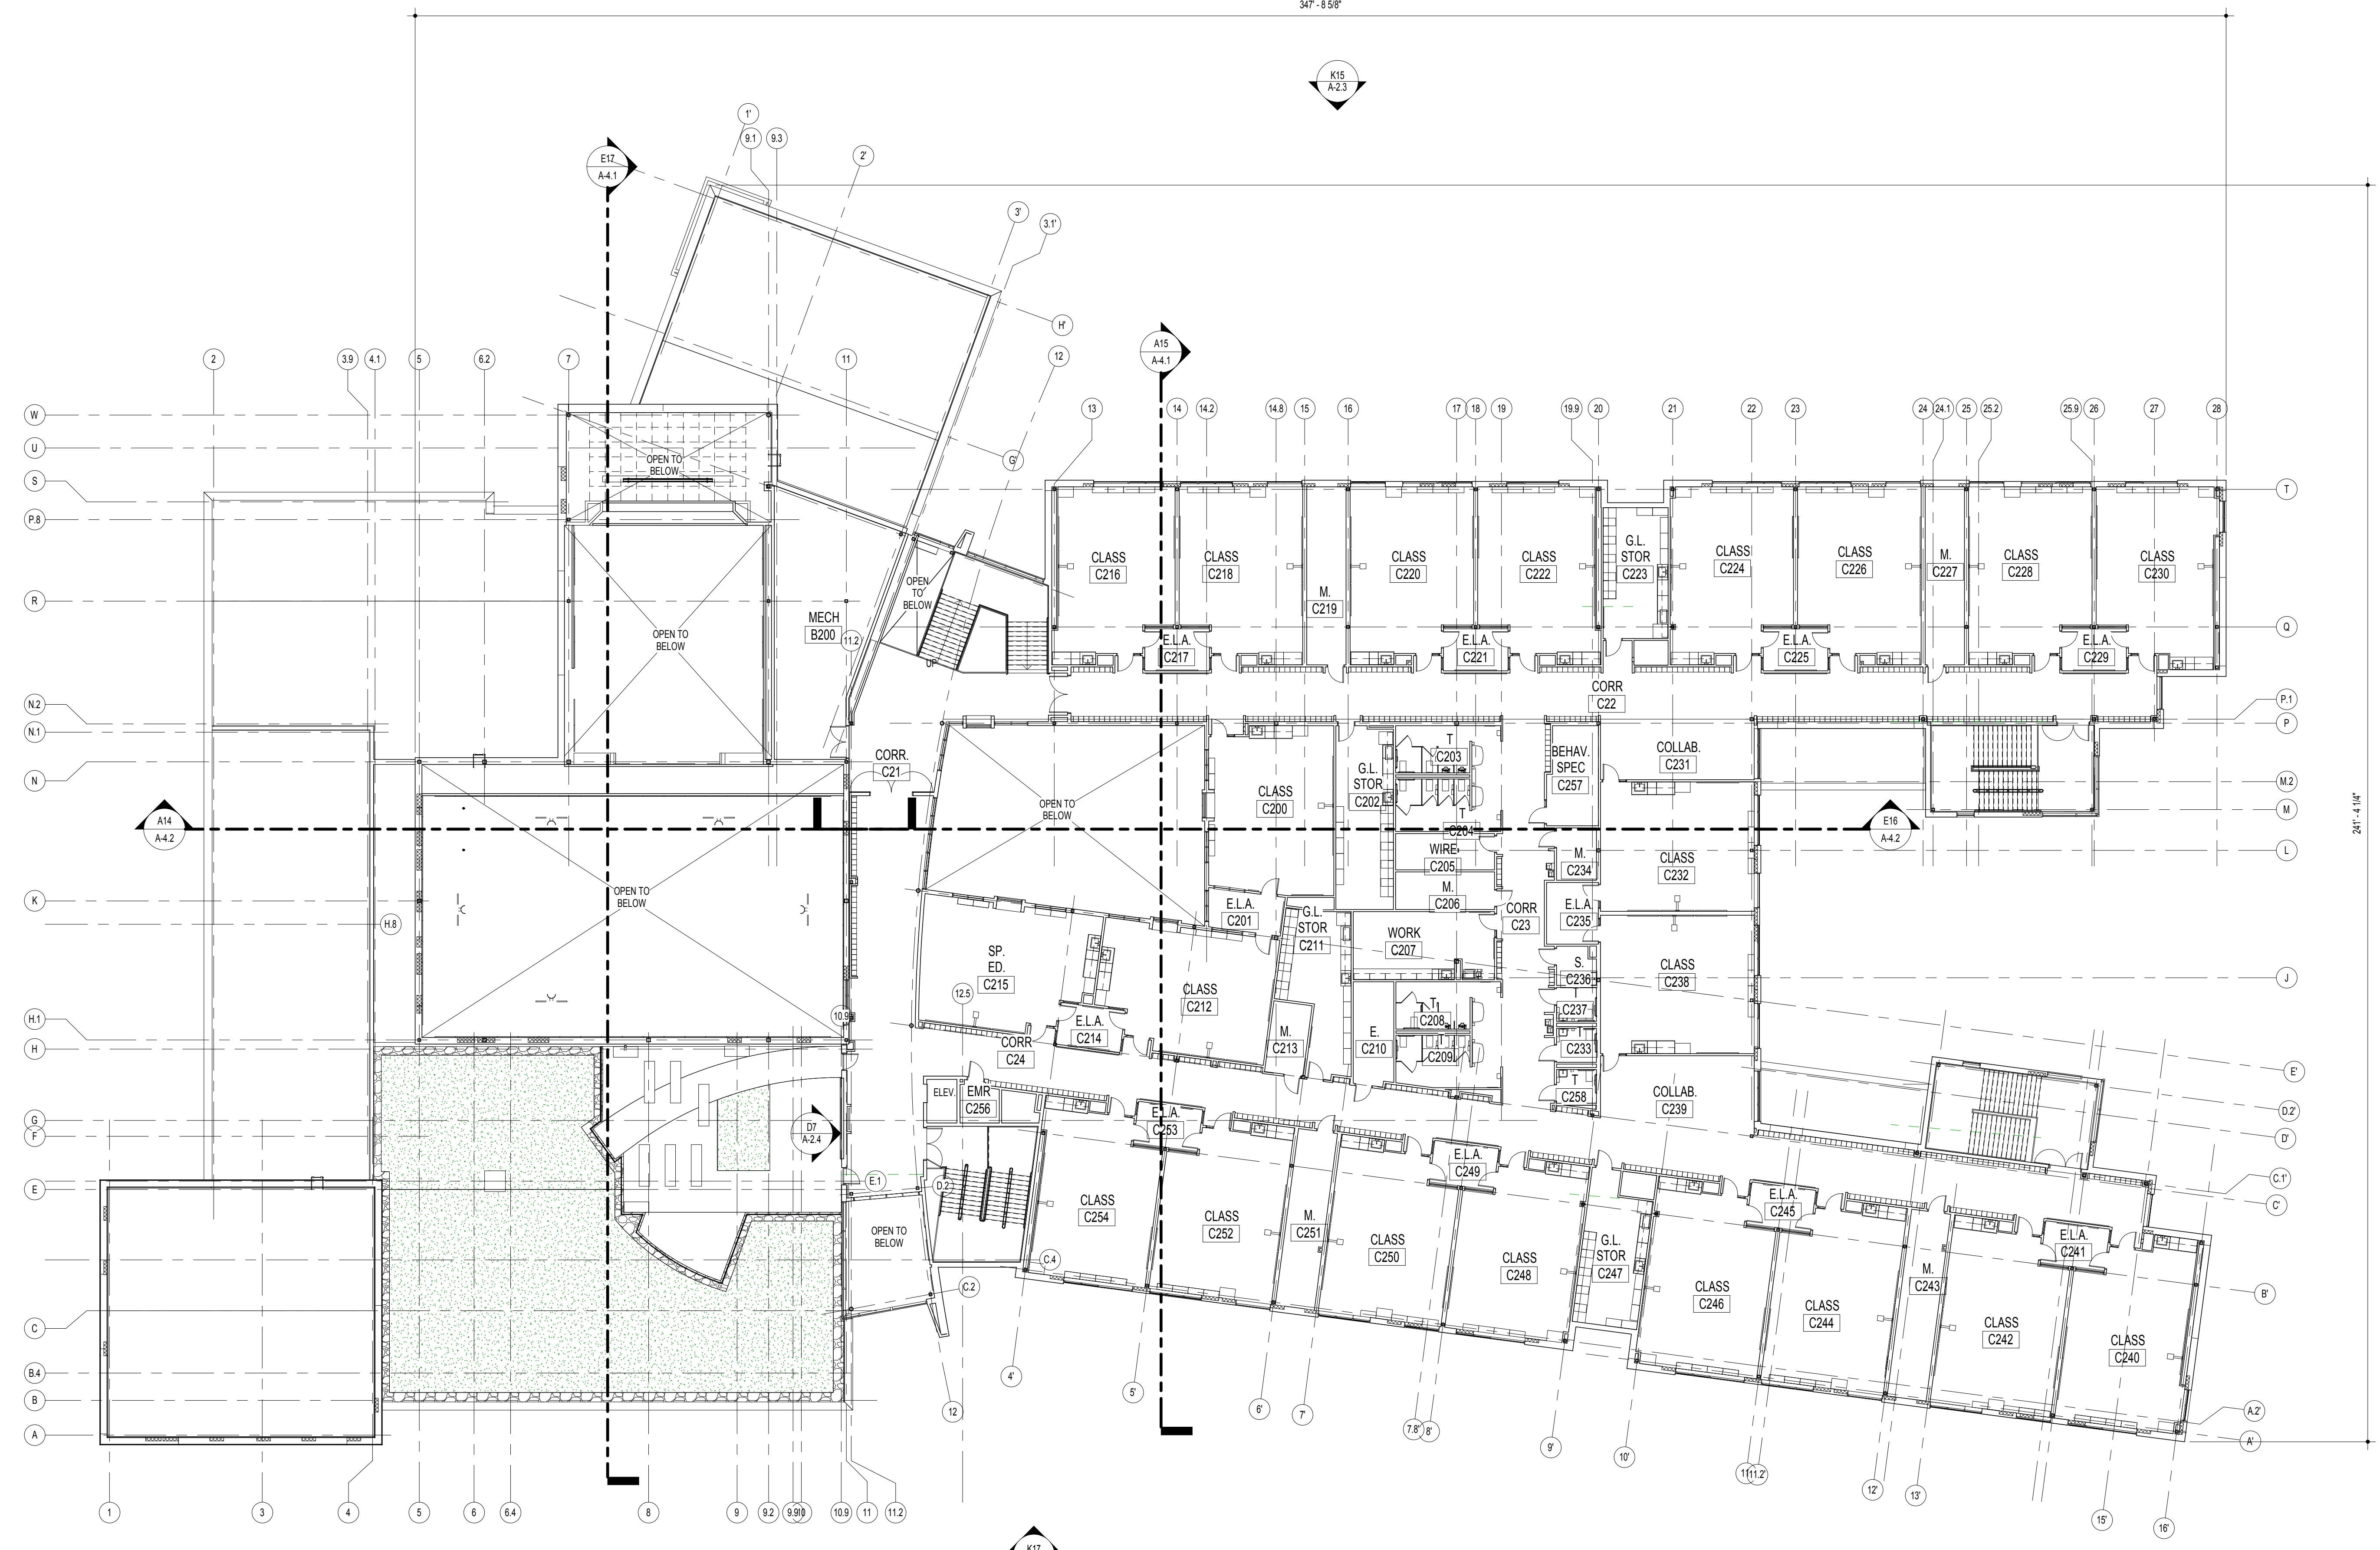 347' - 8 5/8"
K15
A-2.3
1'
9.1
9.3
2'
E17
A-4.1
3'
3.1'
H'
12
G'
A15
A-4.1
2
3.9
4.1
5
6.2
7
11
13
14
14.2
14.8
15
16
17
18
19
19.9
20
21
22
23
24
24.1
25
25.2
25.9
26
27
28
W
U
S
P.8
R
N.2
N.1
N
K
H.8
H.1
H
G
F
E
C
B.4
B
A
T
Q
P.1
P
M.2
M
L
J
E'
D.2'
D'
C.1'
C'
B'
A.2'
A'
241' - 4 1/4"
OPEN TO
BELOW
OPEN TO
BELOW
MECH
B200
11.2
OPEN
TO
BELOW
UP
CLASS
C216
E.L.A.
C217
CLASS
C218
M.
C219
CLASS
C220
E.L.A.
C221
CLASS
C222
G.L.
STOR
C223
CLASS
C224
E.L.A.
C225
CLASS
C226
M.
C227
CLASS
C228
E.L.A.
C229
CLASS
C230
CORR
C22
CORR.
C21
OPEN TO
BELOW
CLASS
C200
G.L.
STOR
C202
T
C203
T
C204
WIRE
C205
M.
C206
WORK
C207
E.L.A.
C201
G.L.
STOR
C211
BEHAV.
SPEC
C257
COLLAB.
C231
M.
C234
CLASS
C232
E.L.A.
C235
CORR
C23
CLASS
C238
S.
C236
T
C237
T
C233
T
C258
COLLAB.
C239
A14
A-4.2
E16
A-4.2
OPEN TO
BELOW
SP.
ED.
C215
CLASS
C212
E.L.A.
C214
M.
C213
E.
C210
T
C208
T
C209
CORR
C24
12.5
10.9
ELEV.
EMR
C256
D7
A-2.4
E.1
D.2
OPEN TO
BELOW
C.4
C.2
CLASS
C254
E.L.A.
C253
CLASS
C252
M.
C251
CLASS
C250
E.L.A.
C249
CLASS
C248
G.L.
STOR
C247
CLASS
C246
E.L.A.
C245
CLASS
C244
M.
C243
CLASS
C242
E.L.A.
C241
CLASS
C240
1
3
4
5
6
6.4
8
9
9.2
9.9
10
10.9
11
11.2
12
4'
5'
6'
7'
7.8'
8'
9'
10'
11.2'
12'
13'
15'
16'
K17